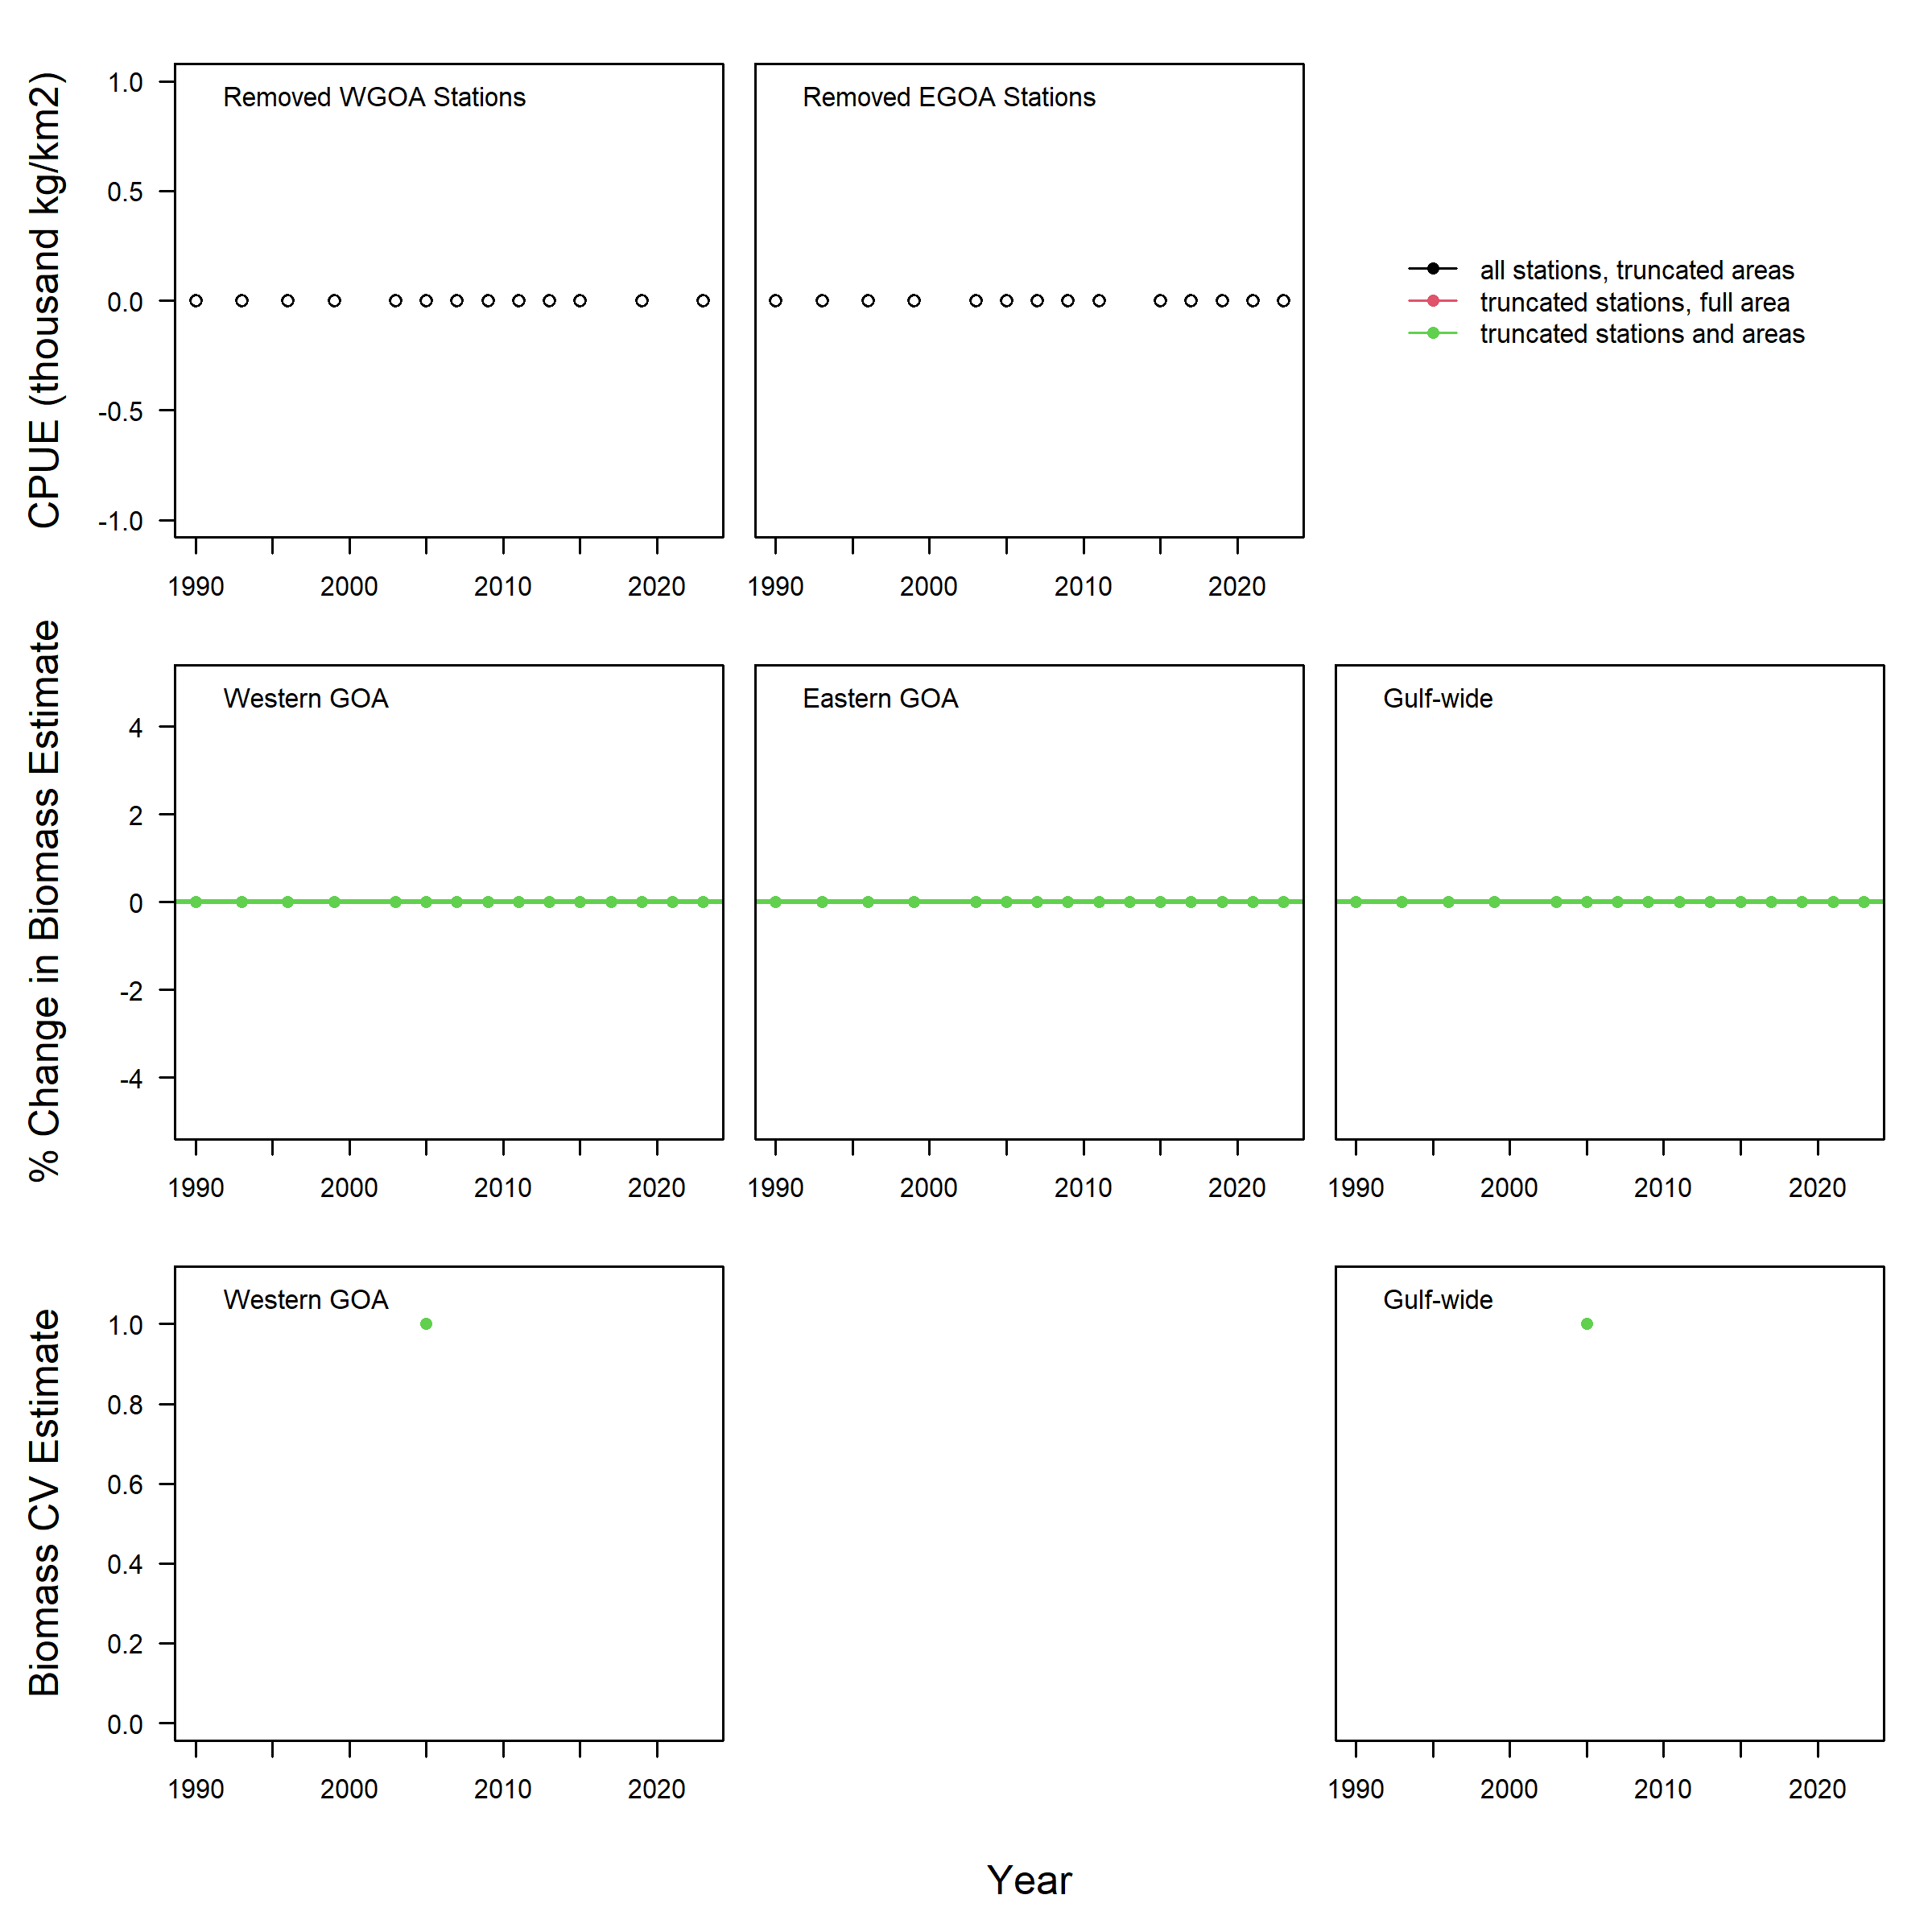 CPUE (thousand kg/km2)
1.0
0.5
0.0
-0.5
-1.0
Removed WGOA Stations
1990 2000 2010 2020
Removed EGOA Stations
1990 2000 2010 2020
all stations, truncated areas
truncated stations, full area
truncated stations and areas
% Change in Biomass Estimate
4
2
0
-2
-4
Western GOA
1990 2000 2010 2020
Eastern GOA
1990 2000 2010 2020
Gulf-wide
1990 2000 2010 2020
Biomass CV Estimate
1.0
0.8
0.6
0.4
0.2
0.0
Western GOA
1990 2000 2010 2020
Gulf-wide
1990 2000 2010 2020
Year